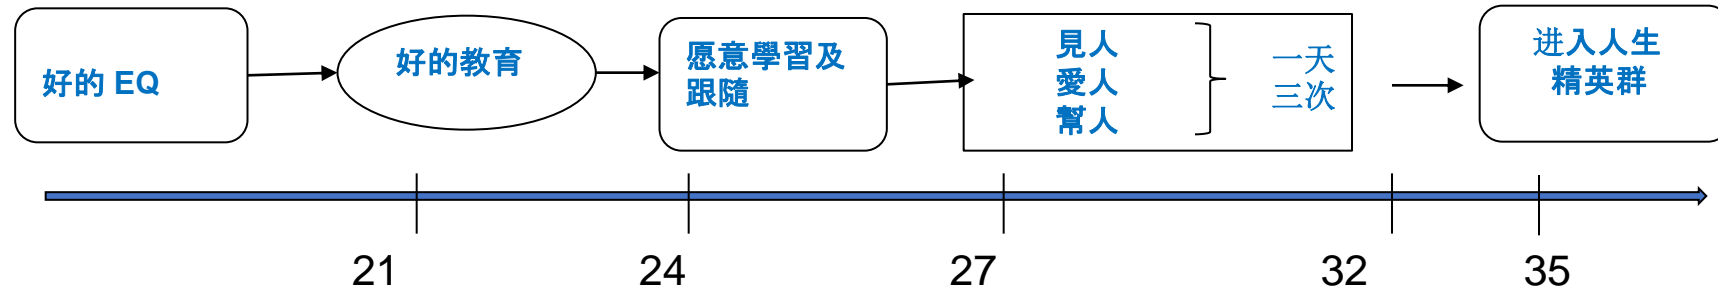 好的 EQ
好的教育
愿意學習及
跟隨
見人
愛人
幫人
一天
三次
进入人生
精英群
21
24
27
32
35